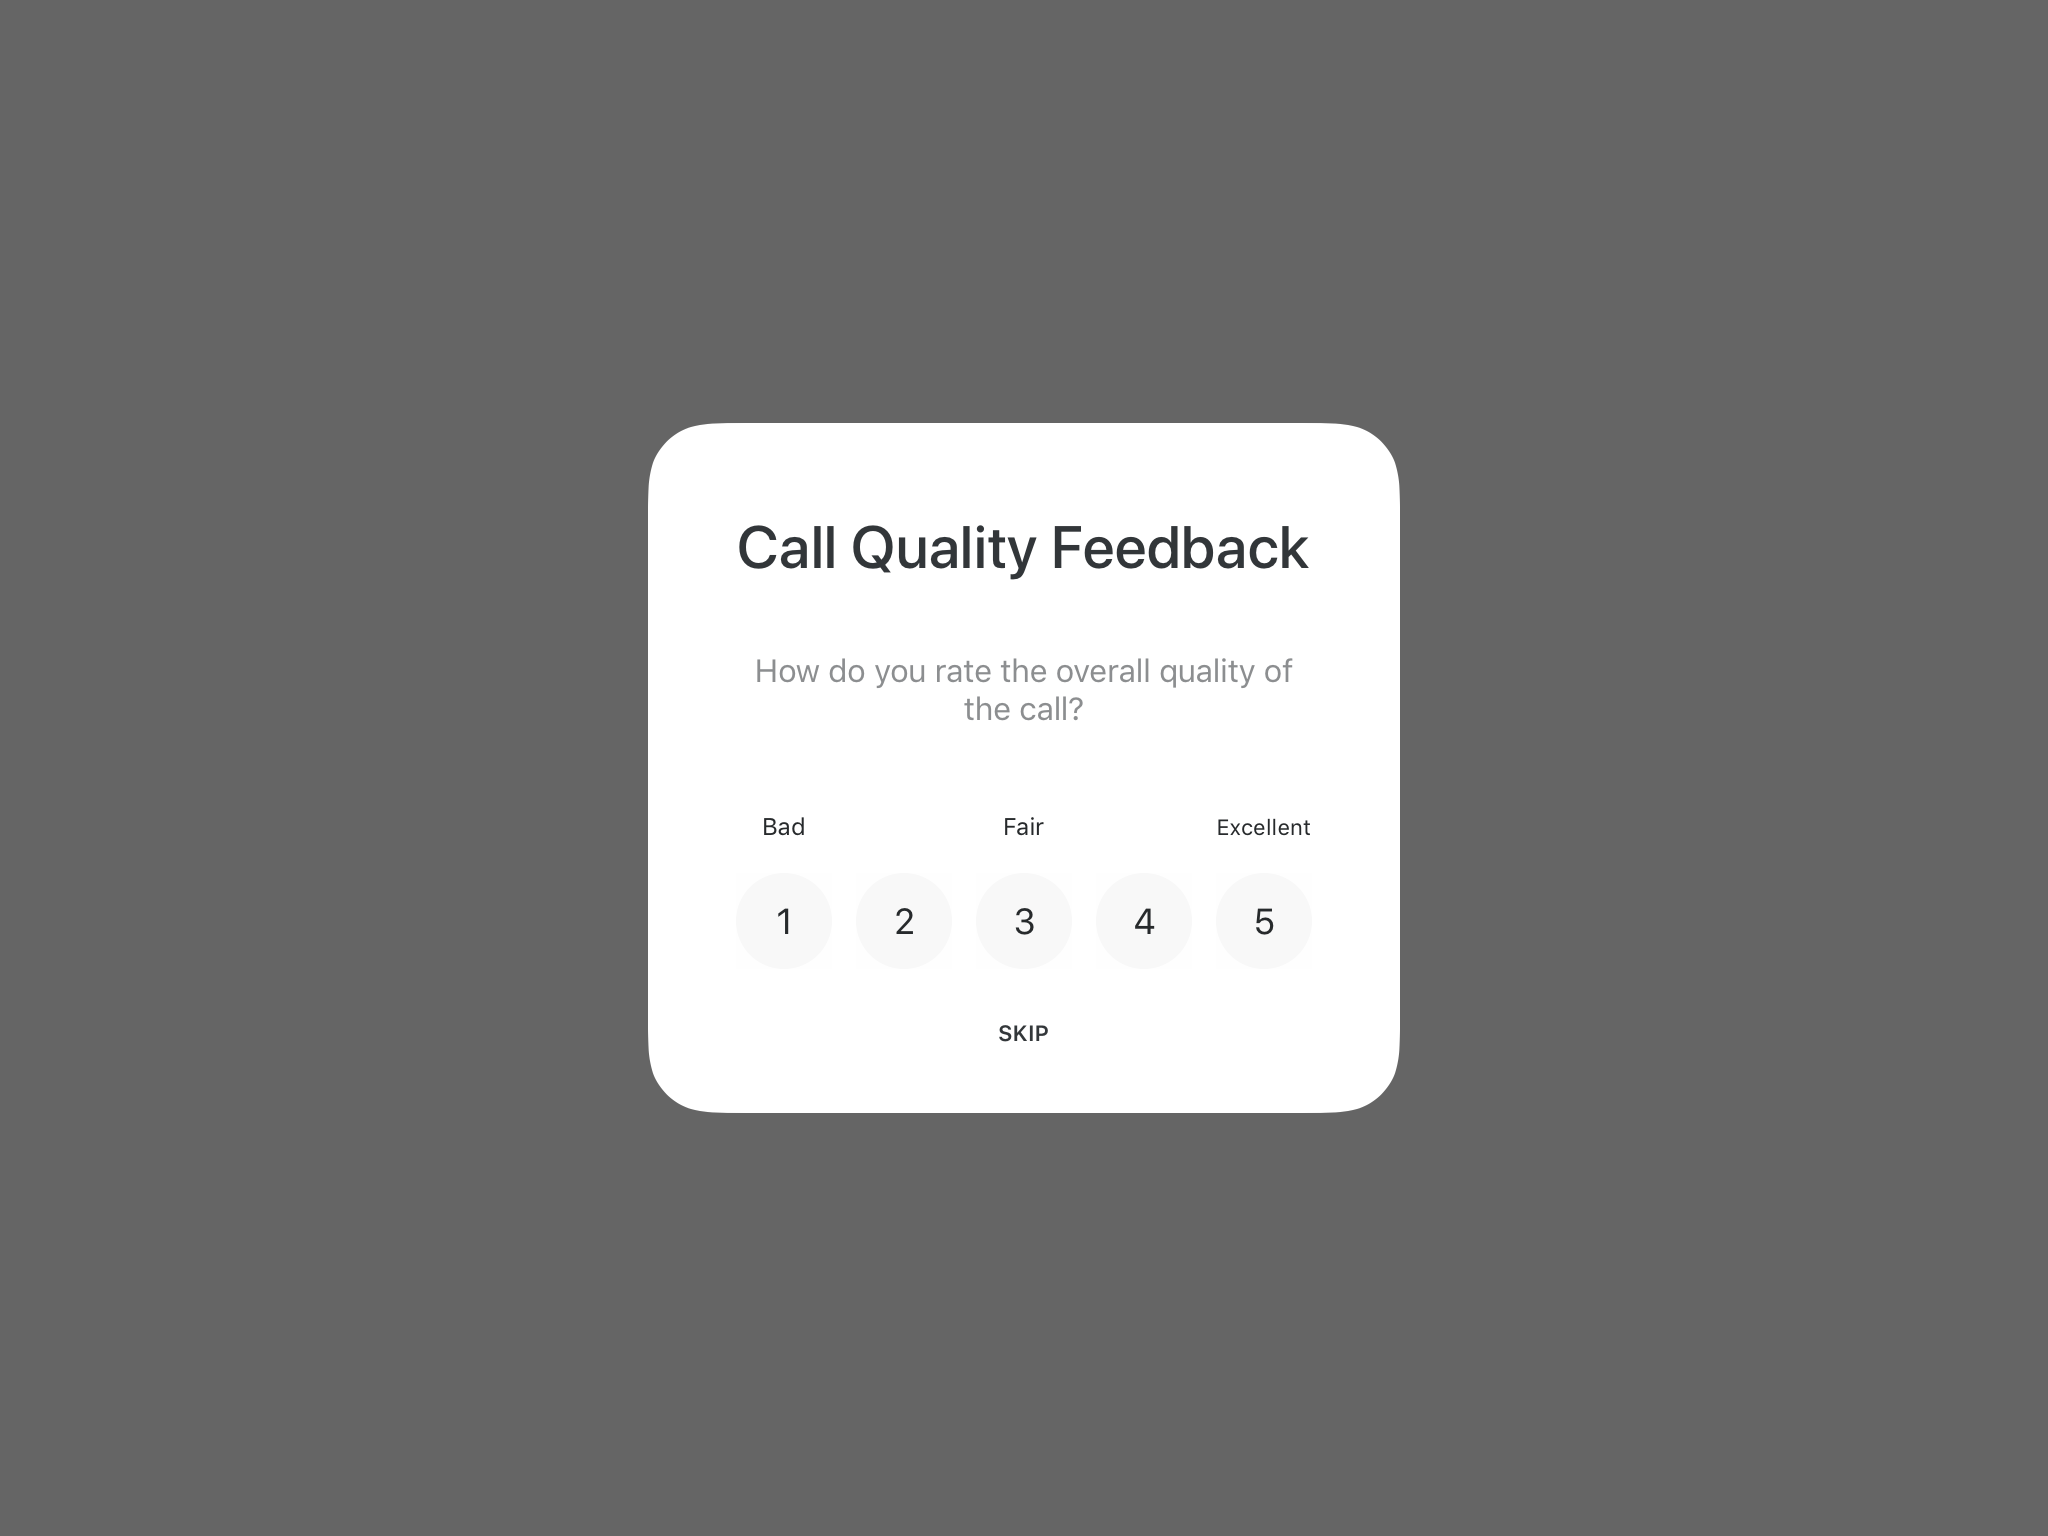 Call Quality Feedback
How do you rate the overall quality of
the call?
Bad Fair Excellent
1 2 3 4 5
SKIP